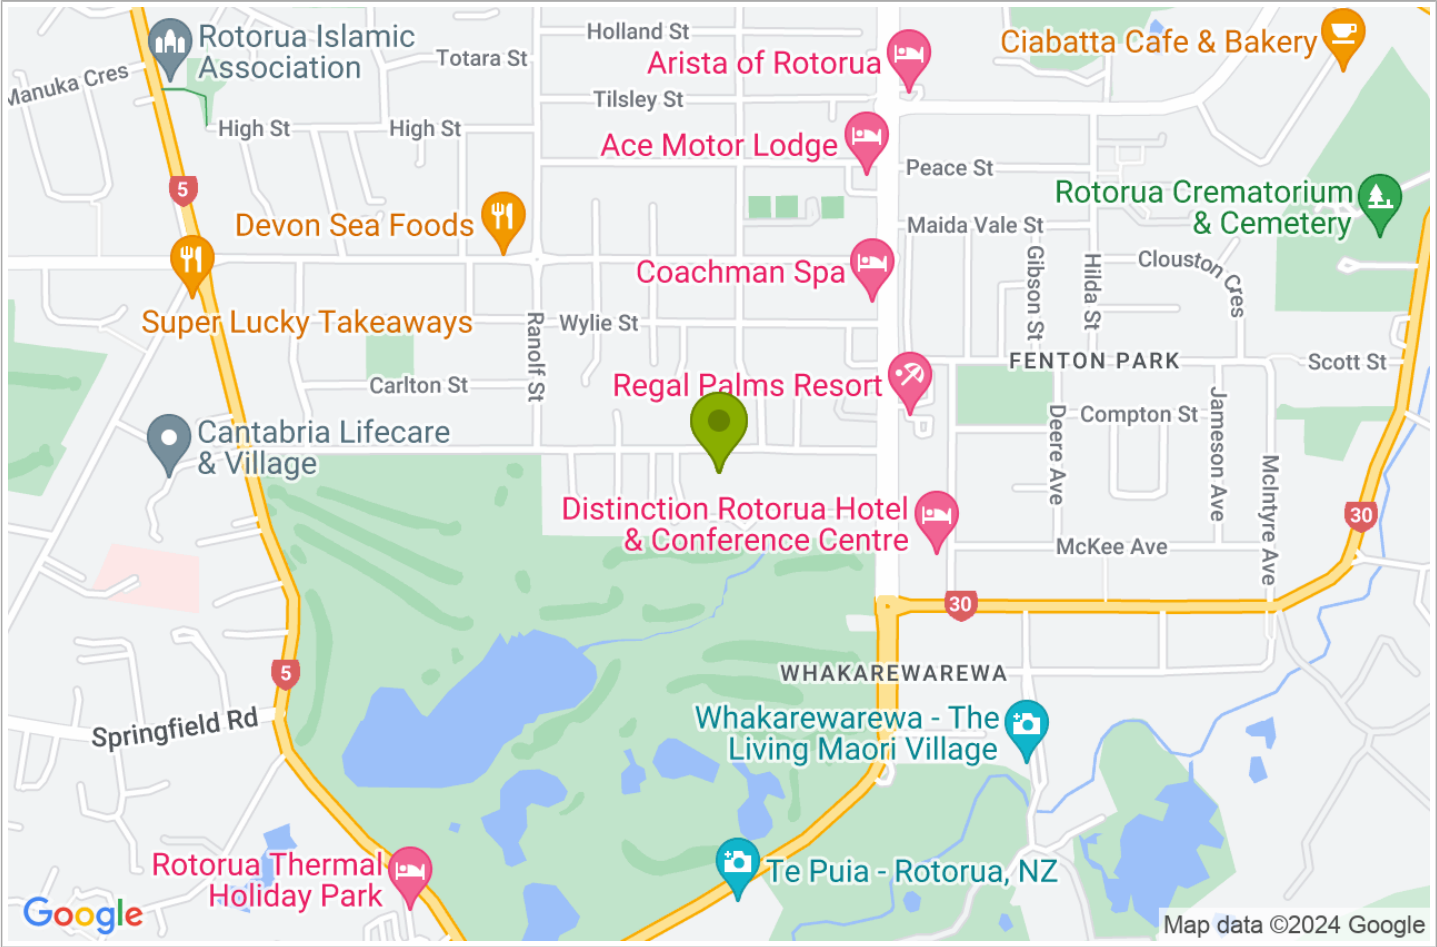 Holland St
Rotorua Islamic
Association
Totara St
Arista of Rotorua
Ciabatta Cafe & Bakery
Manuka Cres
Tilsley St
High St
High St
Ace Motor Lodge
Peace St
5
Rotorua Crematorium
& Cemetery
Devon Sea Foods
Maida Vale St
Coachman Spa
Gibson St
Hilda St
Clouston Cres
Super Lucky Takeaways
Ranolf St
Wylie St
FENTON PARK
Scott St
Carlton St
Regal Palms Resort
Compton St
Deere Ave
Jameson Ave
McIntyre Ave
Cantabria Lifecare
& Village
Distinction Rotorua Hotel
& Conference Centre
30
McKee Ave
30
5
WHAKAREWAREWA
Springfield Rd
Whakarewarewa - The
Living Maori Village
Rotorua Thermal
Holiday Park
Te Puia - Rotorua, NZ
Google
Map data ©2024 Google